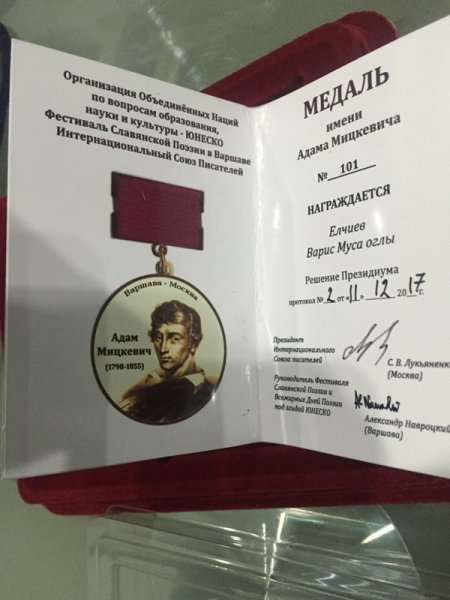 Организация Объединённых Наций
по вопросам образования,
науки и культуры - ЮНЕСКО
Фестиваль Славянской Поэзии в Варшаве
Интернациональный Союз Писателей
Варшава - Москва
Адам
Мицкевич
(1798-1855)
МЕДАЛЬ
имени
Адама Мицкевича
№ 101
НАГРАЖДАЕТСЯ
Елчиев
Варис Муса оглы
Решение Президиума
протокол № 2 от «11» 12 2017г.
Президент
Интернационального
Союза писателей
С. В. Лукьяненк
(Москва)
Руководитель Фестиваля
Славянской Поэзии и
Всемирных Дней Поэзии
под эгидой ЮНЕСКО
Александр Навроцкий
(Варшава)